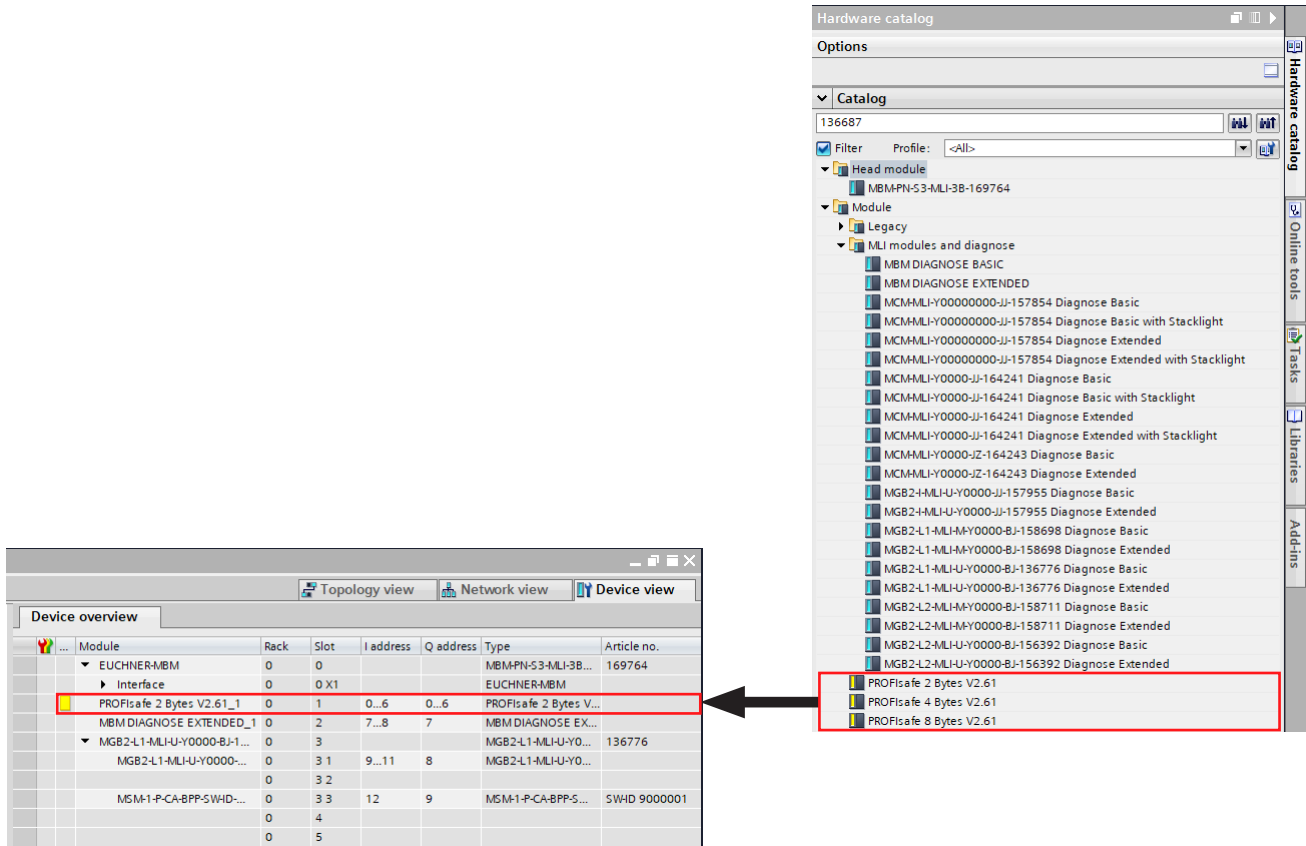 Hardware catalog
Options
Catalog
136687
Filter Profile: <All>
Head module
MBM-PN-S3-MLI-3B-169764
Module
Legacy
MLI modules and diagnose
MBM DIAGNOSE BASIC
MBM DIAGNOSE EXTENDED
MCM-MLI-Y00000000-JJ-157854 Diagnose Basic
MCM-MLI-Y00000000-JJ-157854 Diagnose Basic with Stacklight
MCM-MLI-Y00000000-JJ-157854 Diagnose Extended
MCM-MLI-Y00000000-JJ-157854 Diagnose Extended with Stacklight
MCM-MLI-Y0000-JJ-164241 Diagnose Basic
MCM-MLI-Y0000-JJ-164241 Diagnose Basic with Stacklight
MCM-MLI-Y0000-JJ-164241 Diagnose Extended
MCM-MLI-Y0000-JJ-164241 Diagnose Extended with Stacklight
MCM-MLI-Y0000-JZ-164243 Diagnose Basic
MCM-MLI-Y0000-JZ-164243 Diagnose Extended
MGB2-I-MLI-U-Y0000-JJ-157955 Diagnose Basic
MGB2-I-MLI-U-Y0000-JJ-157955 Diagnose Extended
MGB2-L1-MLI-M-Y0000-BJ-158698 Diagnose Basic
MGB2-L1-MLI-M-Y0000-BJ-158698 Diagnose Extended
MGB2-L1-MLI-U-Y0000-BJ-136776 Diagnose Basic
MGB2-L1-MLI-U-Y0000-BJ-136776 Diagnose Extended
MGB2-L2-MLI-M-Y0000-BJ-158711 Diagnose Basic
MGB2-L2-MLI-M-Y0000-BJ-158711 Diagnose Extended
MGB2-L2-MLI-U-Y0000-BJ-156392 Diagnose Basic
MGB2-L2-MLI-U-Y0000-BJ-156392 Diagnose Extended
PROFIsafe 2 Bytes V2.61
PROFIsafe 4 Bytes V2.61
PROFIsafe 8 Bytes V2.61
Hardware catalog
Online tools
Tasks
Libraries
Add-ins
Topology view Network view Device view
Device overview
... Module Rack Slot I address Q address Type Article no.
EUCHNER-MBM 0 0 MBM-PN-S3-MLI-3B... 169764
Interface 0 0 X1 EUCHNER-MBM
PROFIsafe 2 Bytes V2.61_1 0 1 0...6 0...6 PROFIsafe 2 Bytes V...
MBM DIAGNOSE EXTENDED_1 0 2 7...8 7 MBM DIAGNOSE EX...
MGB2-L1-MLI-U-Y0000-BJ-1... 0 3 MGB2-L1-MLI-U-Y0... 136776
MGB2-L1-MLI-U-Y0000-... 0 3 1 9...11 8 MGB2-L1-MLI-U-Y0...
0 3 2
MSM-1-P-CA-BPP-SW-ID-... 0 3 3 12 9 MSM-1-P-CA-BPP-S... SW-ID 9000001
0 4
0 5